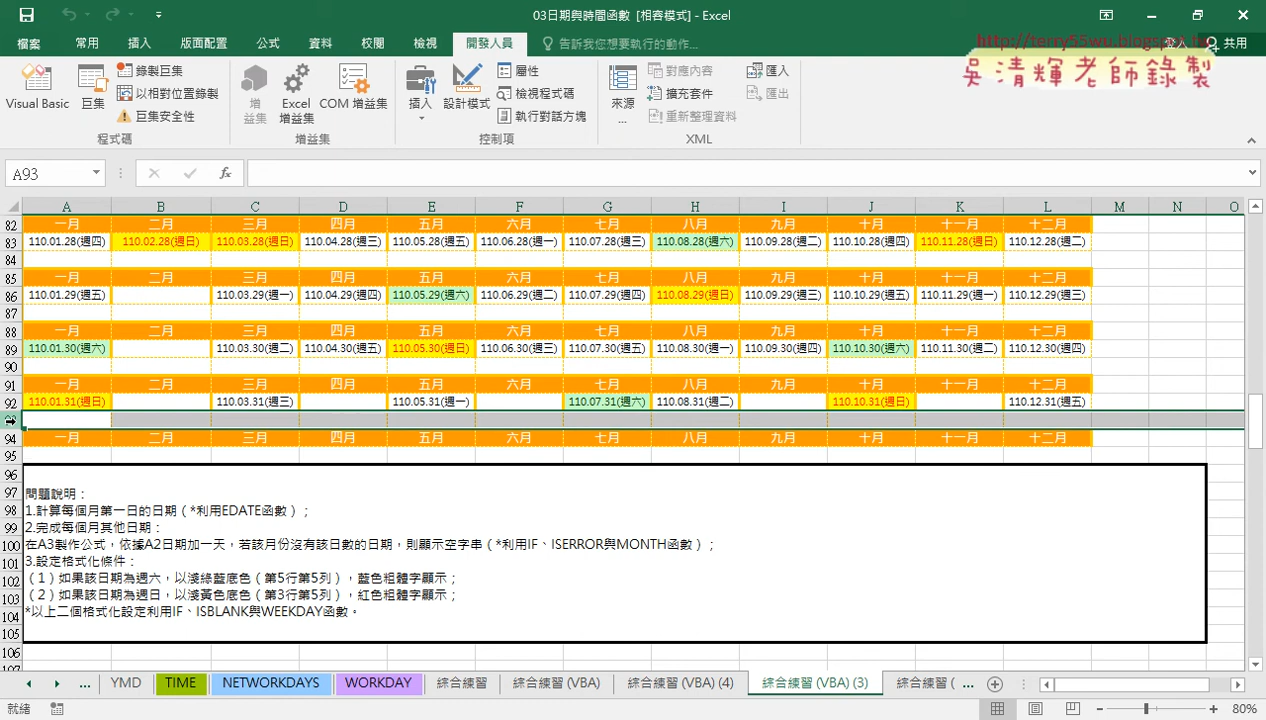 03日期與時間函數 [相容模式] - Excel
檔案 常用 插入 版面配置 公式 資料 校閱 檢視 開發人員 告訴我您想要執行的動作... 登入 共用
http://terry55wu.blogspot.tw
吳清輝老師錄製
Visual Basic 巨集 錄製巨集 以相對位置錄製 巨集安全性 增益集 Excel 增益集 COM 增益集 插入 設計模式 屬性 檢視程式碼 執行對話方塊 來源... 對應內容 擴充套件 重新整理資料 匯入 匯出
程式碼 增益集 控制項 XML
A93 fx
A B C D E F G H I J K L M N O
82 一月 二月 三月 四月 五月 六月 七月 八月 九月 十月 十一月 十二月
83 110.01.28(週四) 110.02.28(週日) 110.03.28(週日) 110.04.28(週三) 110.05.28(週五) 110.06.28(週一) 110.07.28(週三) 110.08.28(週六) 110.09.28(週二) 110.10.28(週四) 110.11.28(週日) 110.12.28(週二)
84
85 一月 二月 三月 四月 五月 六月 七月 八月 九月 十月 十一月 十二月
86 110.01.29(週五) 110.03.29(週一) 110.04.29(週四) 110.05.29(週六) 110.06.29(週二) 110.07.29(週四) 110.08.29(週日) 110.09.29(週三) 110.10.29(週五) 110.11.29(週一) 110.12.29(週三)
87
88 一月 二月 三月 四月 五月 六月 七月 八月 九月 十月 十一月 十二月
89 110.01.30(週六) 110.03.30(週二) 110.04.30(週五) 110.05.30(週日) 110.06.30(週三) 110.07.30(週五) 110.08.30(週一) 110.09.30(週四) 110.10.30(週六) 110.11.30(週二) 110.12.30(週四)
90
91 一月 二月 三月 四月 五月 六月 七月 八月 九月 十月 十一月 十二月
92 110.01.31(週日) 110.03.31(週三) 110.05.31(週一) 110.07.31(週六) 110.08.31(週二) 110.10.31(週日) 110.12.31(週五)
94 一月 二月 三月 四月 五月 六月 七月 八月 九月 十月 十一月 十二月
95
96
97 問題說明：
98 1.計算每個月第一日的日期（*利用EDATE函數）；
99 2.完成每個月其他日期：
100 在A3製作公式，依據A2日期加一天，若該月份沒有該日數的日期，則顯示空字串（*利用IF、ISERROR與MONTH函數）；
101 3.設定格式化條件：
102 （1）如果該日期為週六，以淺綠藍底色（第5行第5列），藍色粗體字顯示；
103 （2）如果該日期為週日，以淺黃色底色（第3行第5列），紅色粗體字顯示；
104 *以上二個格式化設定利用IF、ISBLANK與WEEKDAY函數。
105
106
107
... YMD TIME NETWORKDAYS WORKDAY 綜合練習 綜合練習 (VBA) 綜合練習 (VBA) (4) 綜合練習 (VBA) (3) 綜合練習 ( ...
就緒 80%